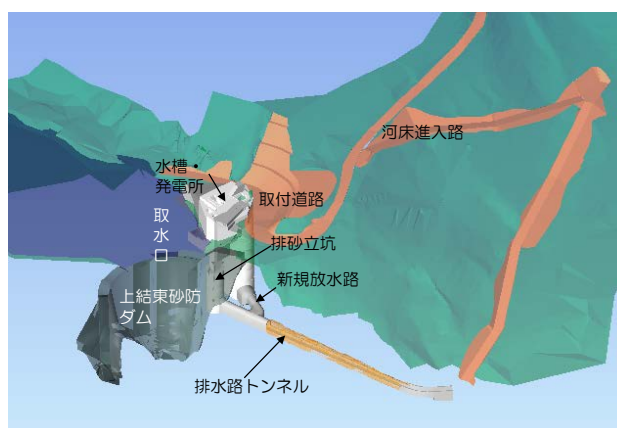 河床進入路
水槽・
発電所
取付道路
取
水
口
排砂立坑
新規放水路
上結東砂防
ダム
排水路トンネル